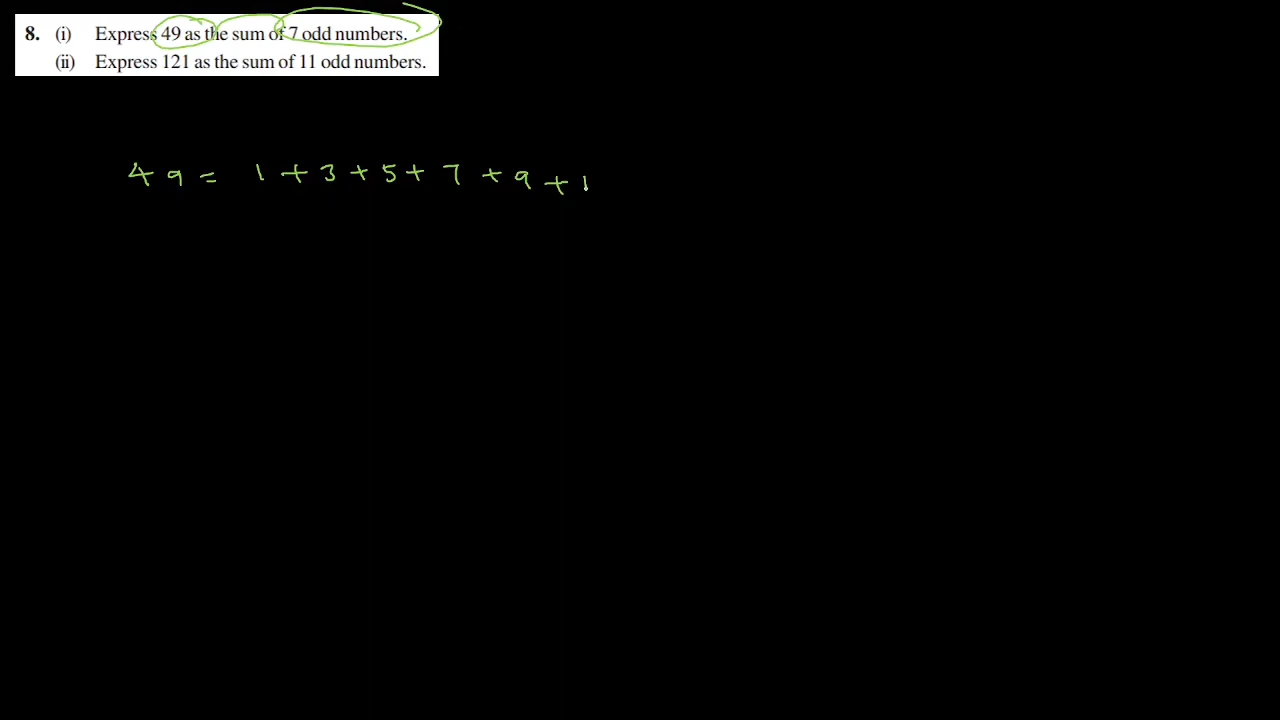 8. (i) Express 49 as the sum of 7 odd numbers.
(ii) Express 121 as the sum of 11 odd numbers.
49 = 1 + 3 + 5 + 7 + 9 + 1